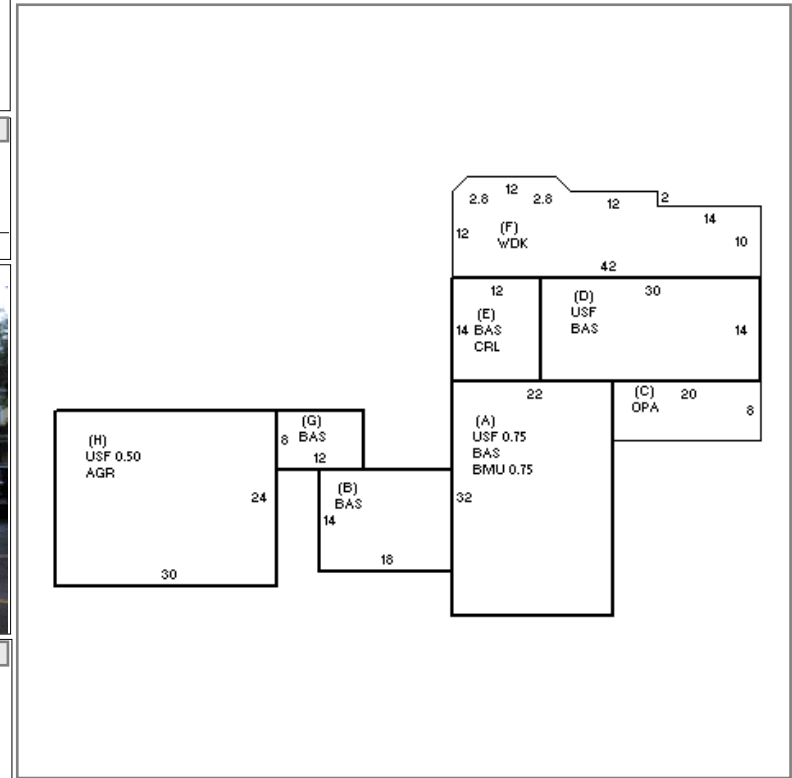 12
2.8
2.8
12
2
14
12
(F)
WDK
10
42
12
30
(E)
14 BAS
CRL
(D)
USF
BAS
14
22
(C)
OPA
20
8
(A)
USF 0.75
BAS
BMU 0.75
32
(G)
8 BAS
12
(H)
USF 0.50
AGR
24
30
(B)
BAS
14
18